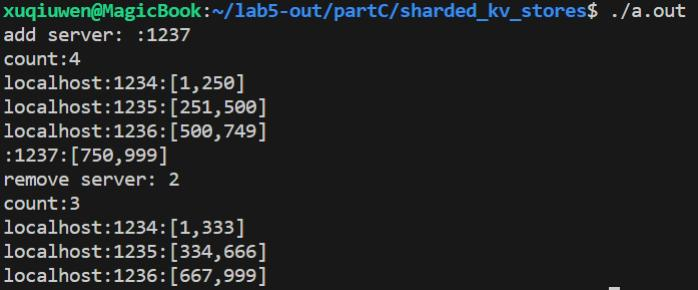 xuqiuwen@MagicBook:~/lab5-out/partC/sharded_kv_stores$ ./a.out
add server: :1237
count:4
localhost:1234:[1,250]
localhost:1235:[251,500]
localhost:1236:[500,749]
:1237:[750,999]
remove server: 2
count:3
localhost:1234:[1,333]
localhost:1235:[334,666]
localhost:1236:[667,999]